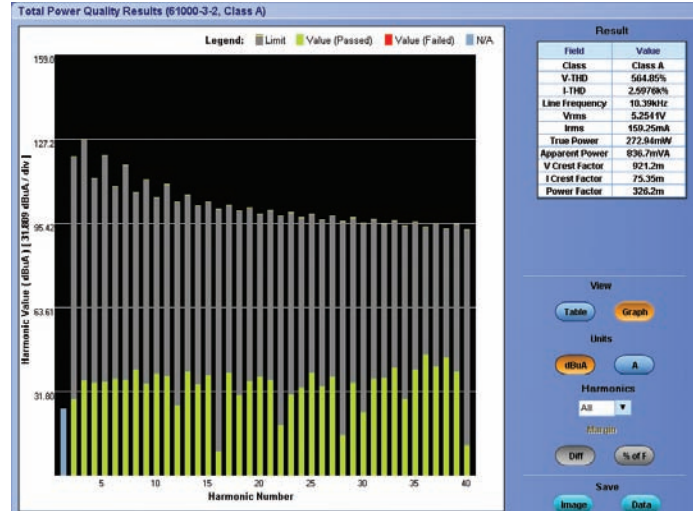 Total Power Quality Results (61000-3-2, Class A)
Legend: Limit Value (Passed) Value (Failed) N/A
159.0
127.2
95.42
63.61
31.80
Harmonic Value ( dBuA ) [ 31.809 dBuA / div ]
5 10 15 20 25 30 35 40
Harmonic Number
Result
Field Value
Class Class A
V-THD 564.85%
I-THD 2.5976k%
Line Frequency 10.39kHz
Vrms 5.2541V
Irms 159.25mA
True Power 272.94mW
Apparent Power 836.7mVA
V Crest Factor 921.2m
I Crest Factor 75.35m
Power Factor 326.2m
View
Table Graph
Units
dBuA A
Harmonics
All
Margin
Diff % of F
Save
Image Data